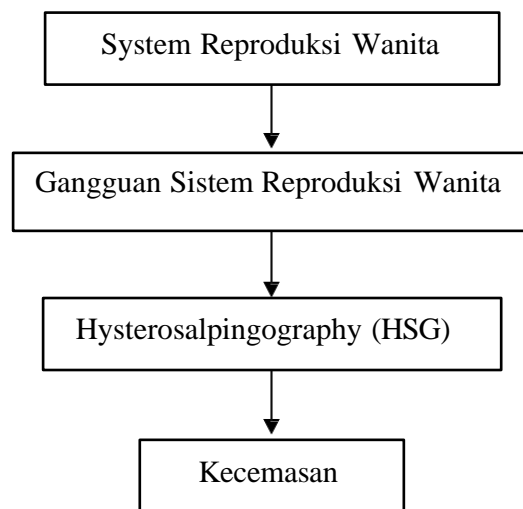 System Reproduksi Wanita
Gangguan Sistem Reproduksi Wanita
Hysterosalpingography (HSG)
Kecemasan